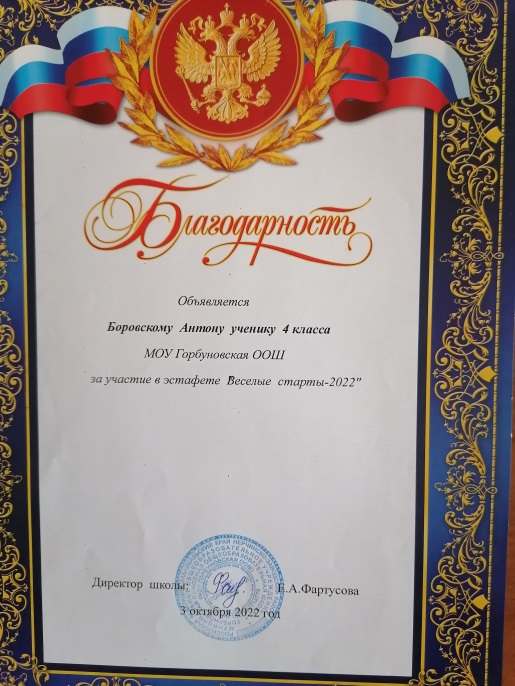 Благодарность
Объявляется
Боровскому Антону ученику 4 класса
МОУ Горбуновская ООШ
за участие в эстафете "Веселые старты-2022"
Директор школы: Е.А.Фартусова
3 октября 2022 год